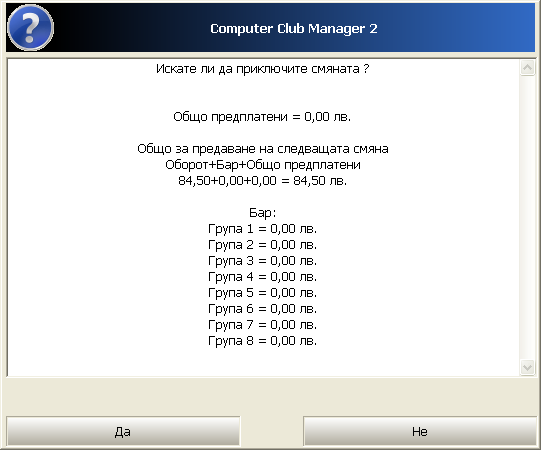 Computer Club Manager 2
Искате ли да приключите смяната ?
Общо предплатени = 0,00 лв.
Общо за предаване на следващата смяна
Оборот+Бар+Общо предплатени
84,50+0,00+0,00 = 84,50 лв.
Бар:
Група 1 = 0,00 лв.
Група 2 = 0,00 лв.
Група 3 = 0,00 лв.
Група 4 = 0,00 лв.
Група 5 = 0,00 лв.
Група 6 = 0,00 лв.
Група 7 = 0,00 лв.
Група 8 = 0,00 лв.
Да
Не